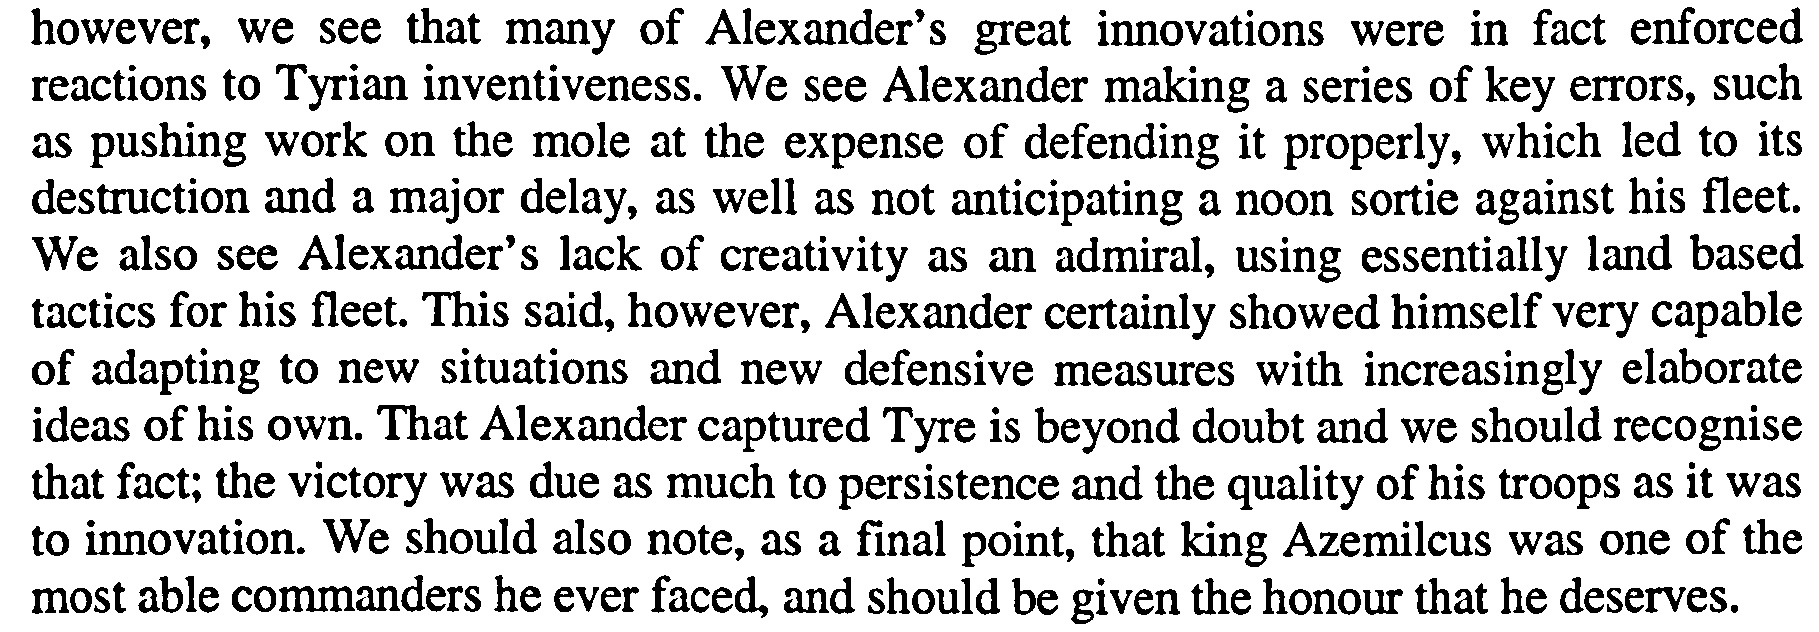 however, we see that many of Alexander's great innovations were in fact enforced
reactions to Tyrian inventiveness. We see Alexander making a series of key errors, such
as pushing work on the mole at the expense of defending it properly, which led to its
destruction and a major delay, as well as not anticipating a noon sortie against his fleet.
We also see Alexander's lack of creativity as an admiral, using essentially land based
tactics for his fleet. This said, however, Alexander certainly showed himself very capable
of adapting to new situations and new defensive measures with increasingly elaborate
ideas of his own. That Alexander captured Tyre is beyond doubt and we should recognise
that fact; the victory was due as much to persistence and the quality of his troops as it was
to innovation. We should also note, as a final point, that king Azemilcus was one of the
most able commanders he ever faced, and should be given the honour that he deserves.